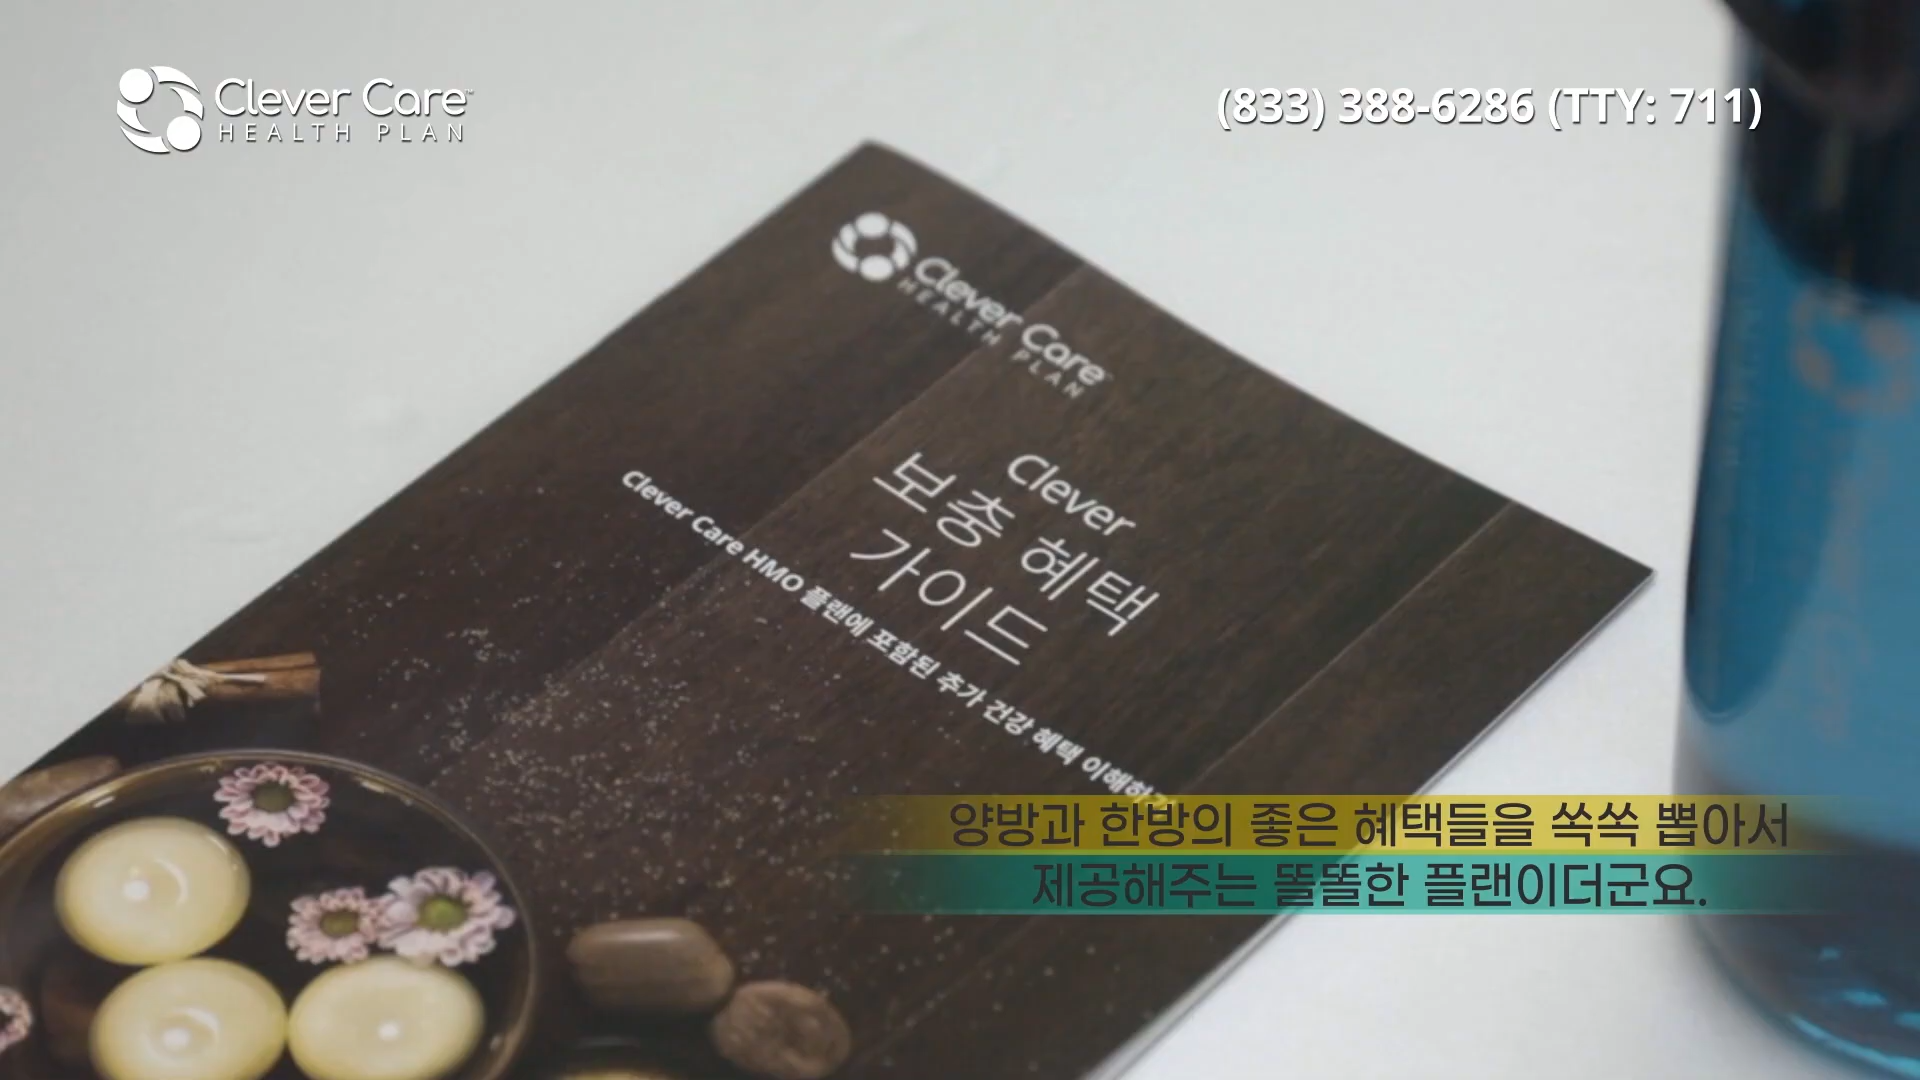 Clever Care™
HEALTH PLAN
(833) 388-6286 (TTY: 711)
Clever Care
HEALTH PLAN
Clever
보충 혜택
가이드
Clever Care HMO 플랜에 포함된 추가 건강 혜택 이해하기
양방과 한방의 좋은 혜택들을 쏙쏙 뽑아서
제공해주는 똘똘한 플랜이더군요.